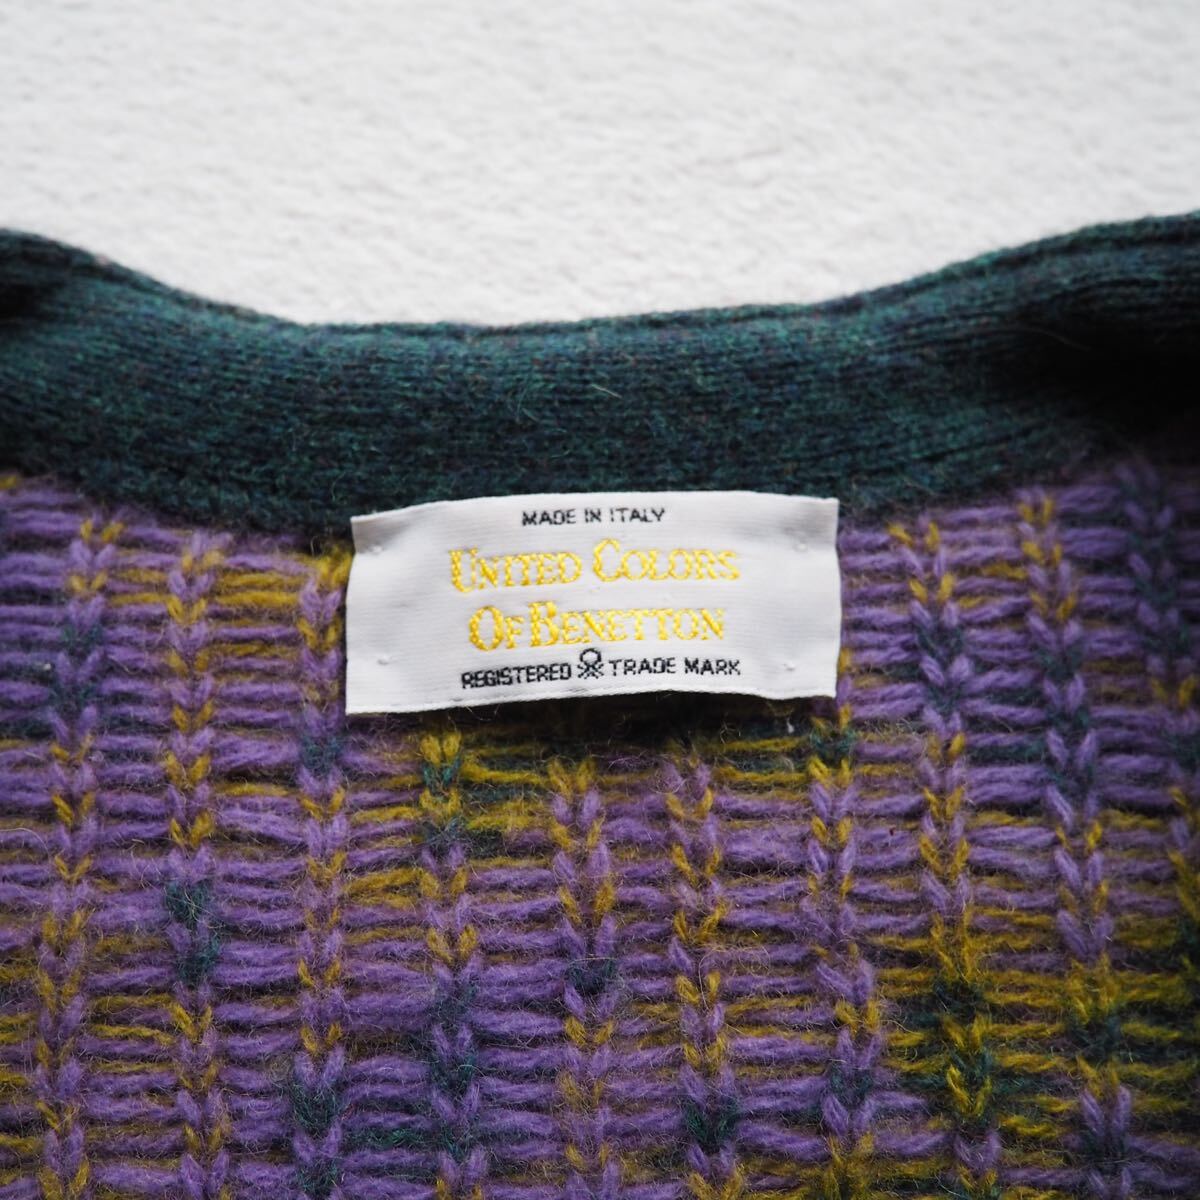 MADE IN ITALY
UNITED COLORS
OF BENETTON
REGISTERED TRADE MARK